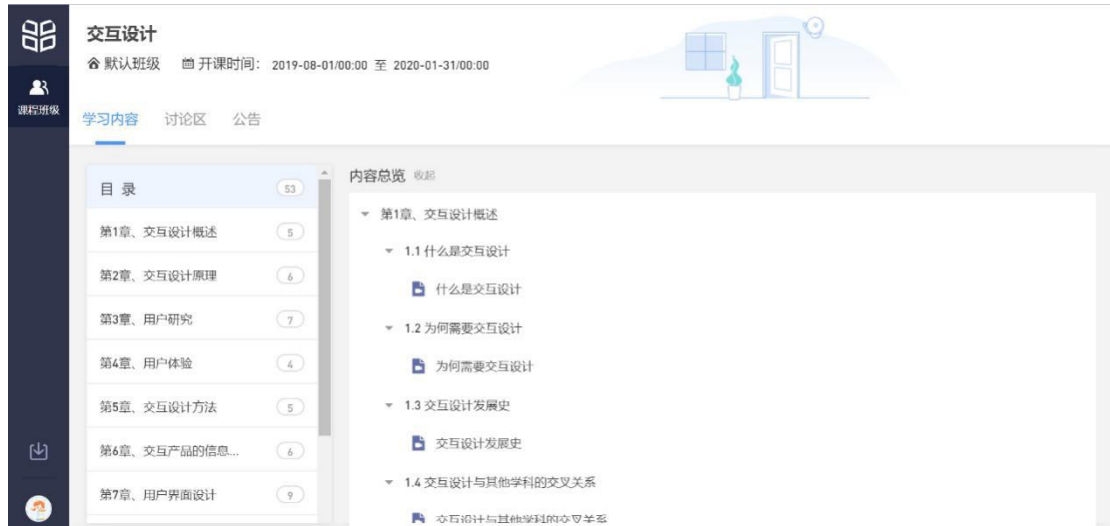 交互设计
默认班级 开课时间： 2019-08-01/00:00 至 2020-01-31/00:00
课程班级
学习内容 讨论区 公告
目 录 53
第1章、交互设计概述 5
第2章、交互设计原理 6
第3章、用户研究 7
第4章、用户体验 4
第5章、交互设计方法 5
第6章、交互产品的信息... 6
第7章、用户界面设计 9
内容总览 收起
第1章、交互设计概述
1.1 什么是交互设计
什么是交互设计
1.2 为何需要交互设计
为何需要交互设计
1.3 交互设计发展史
交互设计发展史
1.4 交互设计与其他学科的交叉关系
交互设计与其他学科的交叉关系